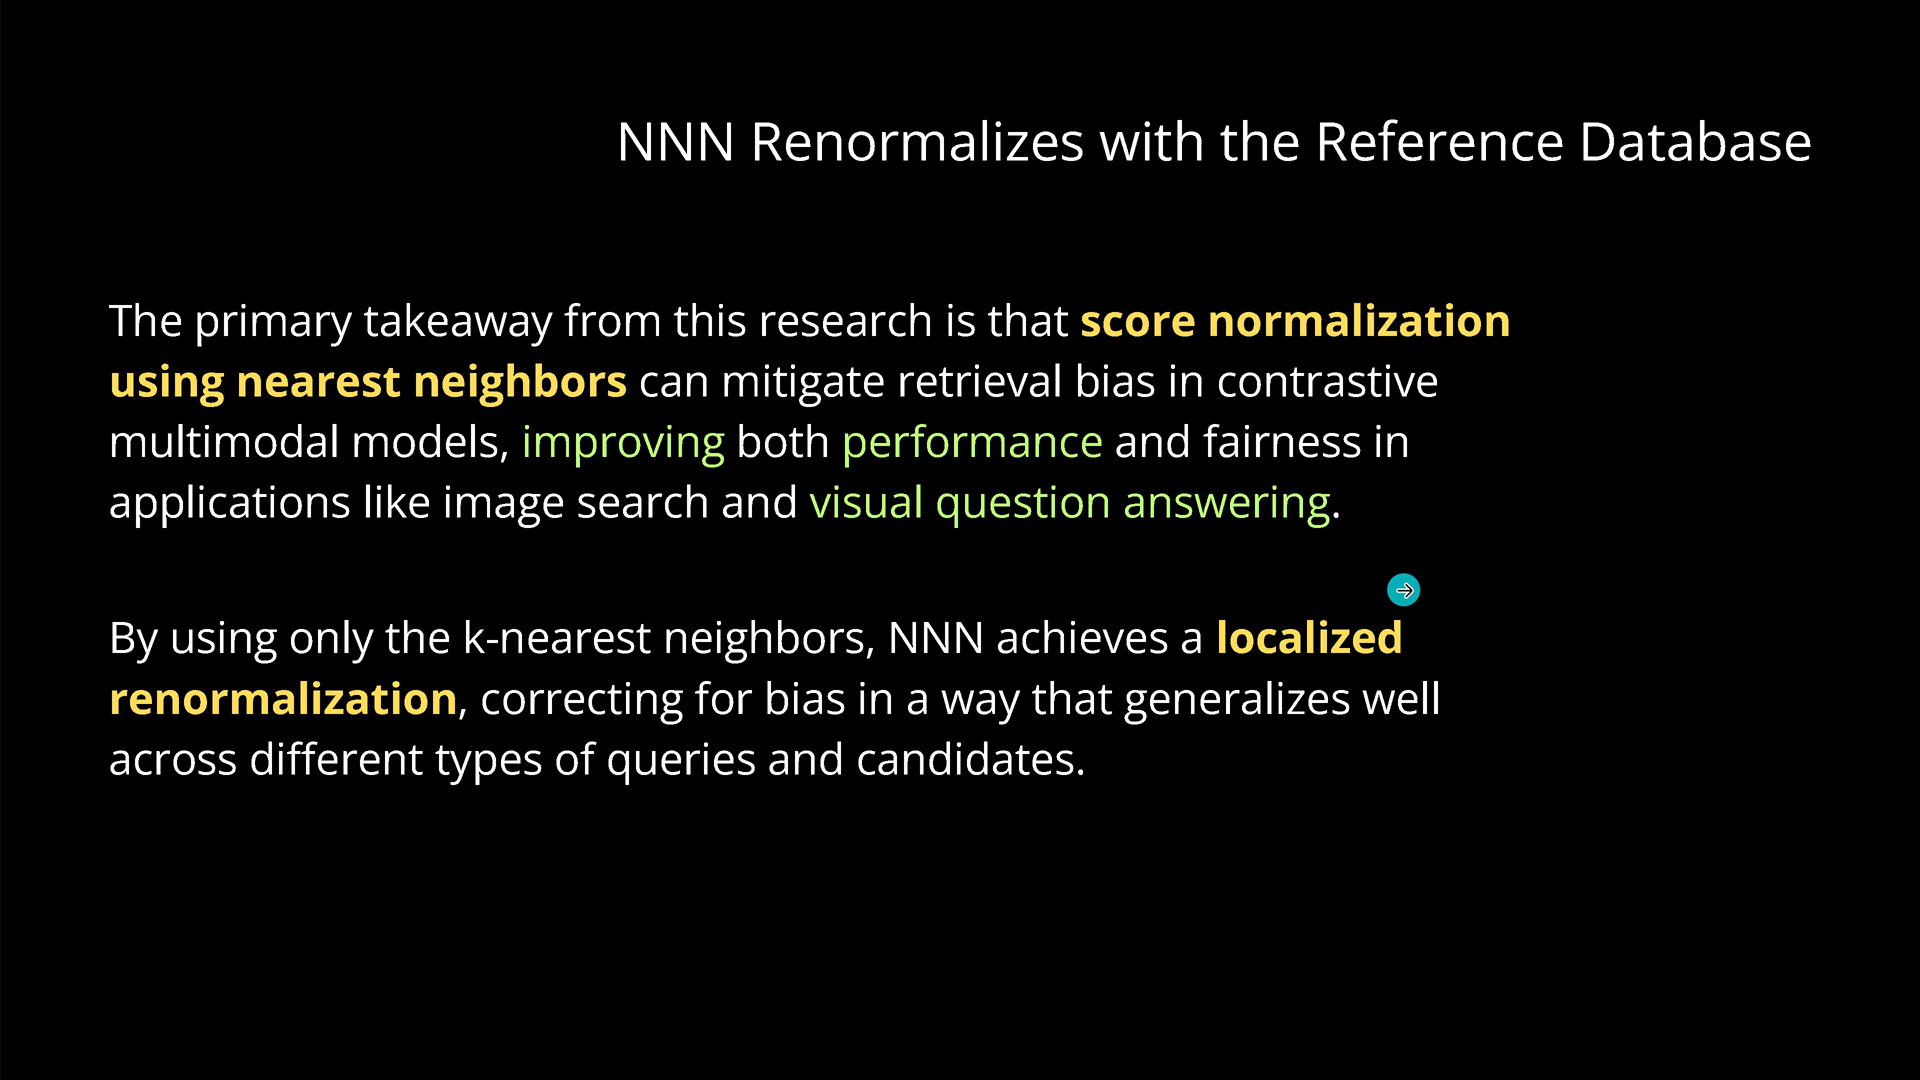 NNN Renormalizes with the Reference Database
The primary takeaway from this research is that score normalization
using nearest neighbors can mitigate retrieval bias in contrastive
multimodal models, improving both performance and fairness in
applications like image search and visual question answering.
By using only the k-nearest neighbors, NNN achieves a localized
renormalization, correcting for bias in a way that generalizes well
across different types of queries and candidates.